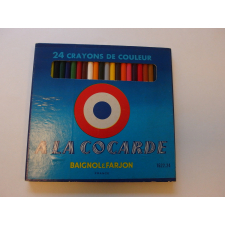 24 CRAYONS DE COULEUR
A LA COCARDE
BAIGNOL & FARJON